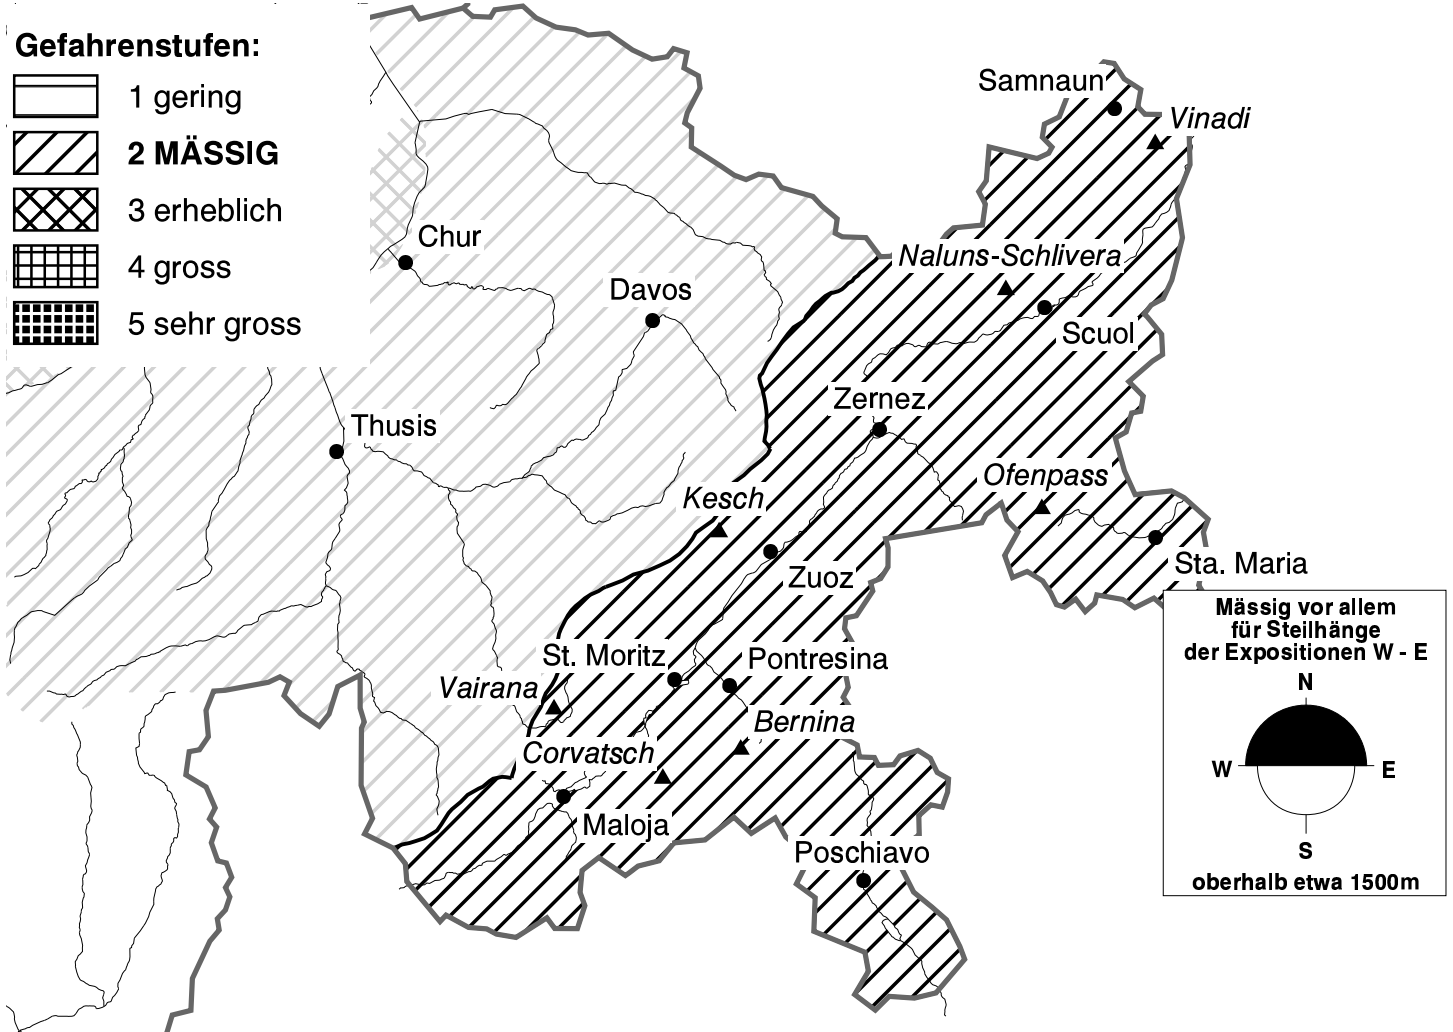 Gefahrenstufen:
1 gering
2 MÄSSIG
3 erheblich
4 gross
5 sehr gross
Samnaun
Vinadi
Chur
Naluns-Schlivera
Davos
Scuol
Zernez
Thusis
Ofenpass
Kesch
Zuoz
Sta. Maria
St. Moritz
Pontresina
Vairana
Bernina
Corvatsch
Maloja
Poschiavo
Mässig vor allem
für Steilhänge
der Expositionen W - E
N
W
E
S
oberhalb etwa 1500m